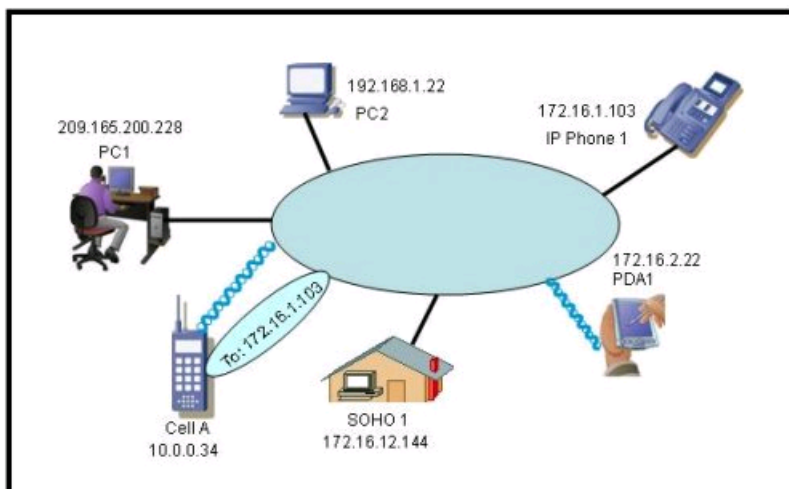 192.168.1.22
PC2
172.16.1.103
IP Phone 1
209.165.200.228
PC1
172.16.2.22
PDA1
To: 172.16.1.103
Cell A
10.0.0.34
SOHO 1
172.16.12.144